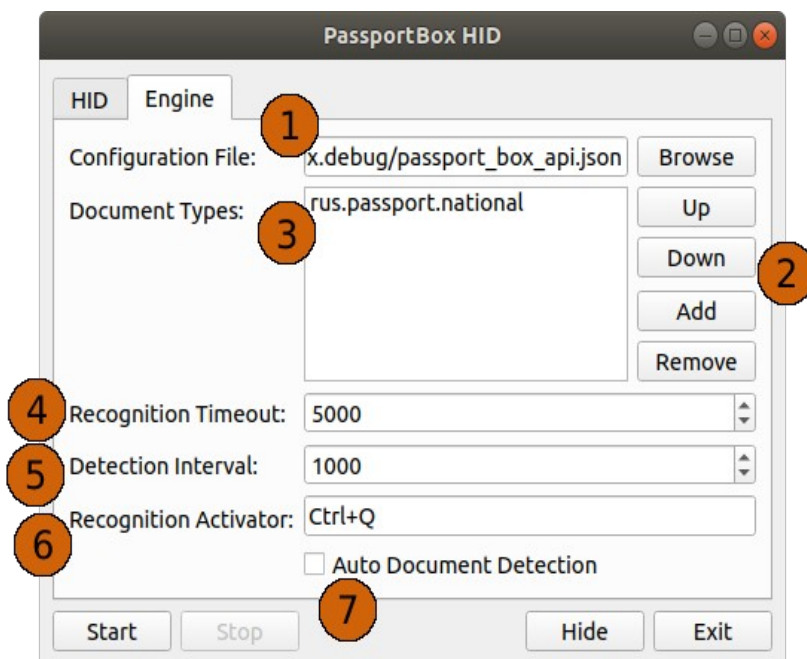 PassportBox HID
HID Engine
1
Configuration File: x.debug/passport_box_api.json Browse
Document Types: rus.passport.national Up
3
Down
2
Add
Remove
4 Recognition Timeout: 5000
5 Detection Interval: 1000
6 Recognition Activator: Ctrl+Q
Auto Document Detection
7
Start Stop Hide Exit